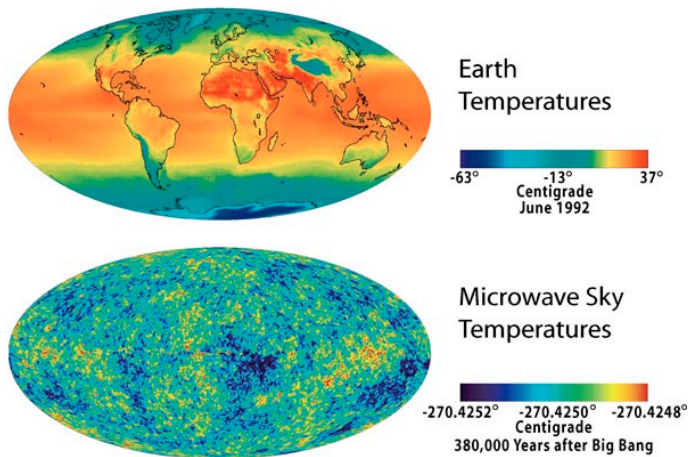 Earth
Temperatures
-63° -13° 37°
Centigrade
June 1992
Microwave Sky
Temperatures
-270.4252° -270.4250° -270.4248°
Centigrade
380,000 Years after Big Bang